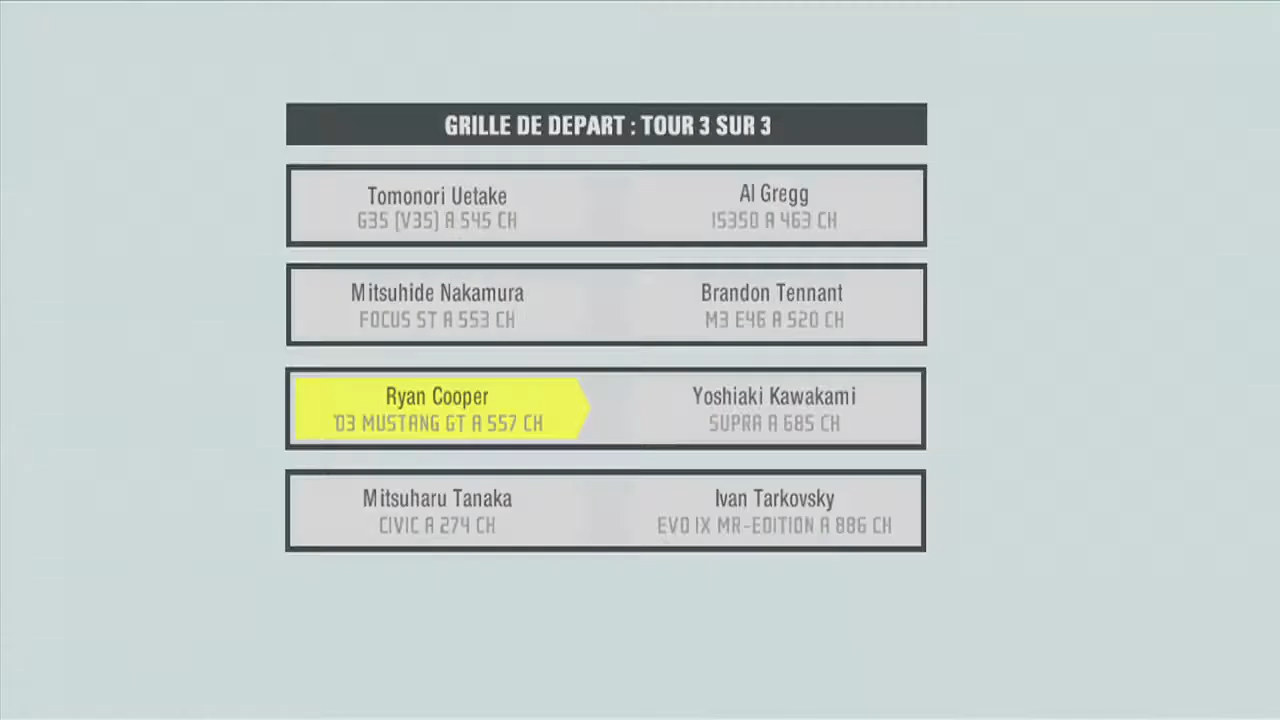 GRILLE DE DEPART : TOUR 3 SUR 3
Tomonori Uetake
G35 [V35] A 545 CH
Al Gregg
IS350 A 463 CH
Mitsuhide Nakamura
FOCUS ST A 553 CH
Brandon Tennant
M3 E46 A 520 CH
Ryan Cooper
'03 MUSTANG GT A 557 CH
Yoshiaki Kawakami
SUPRA A 685 CH
Mitsuharu Tanaka
CIVIC A 274 CH
Ivan Tarkovsky
EVO IX MR-EDITION A 886 CH